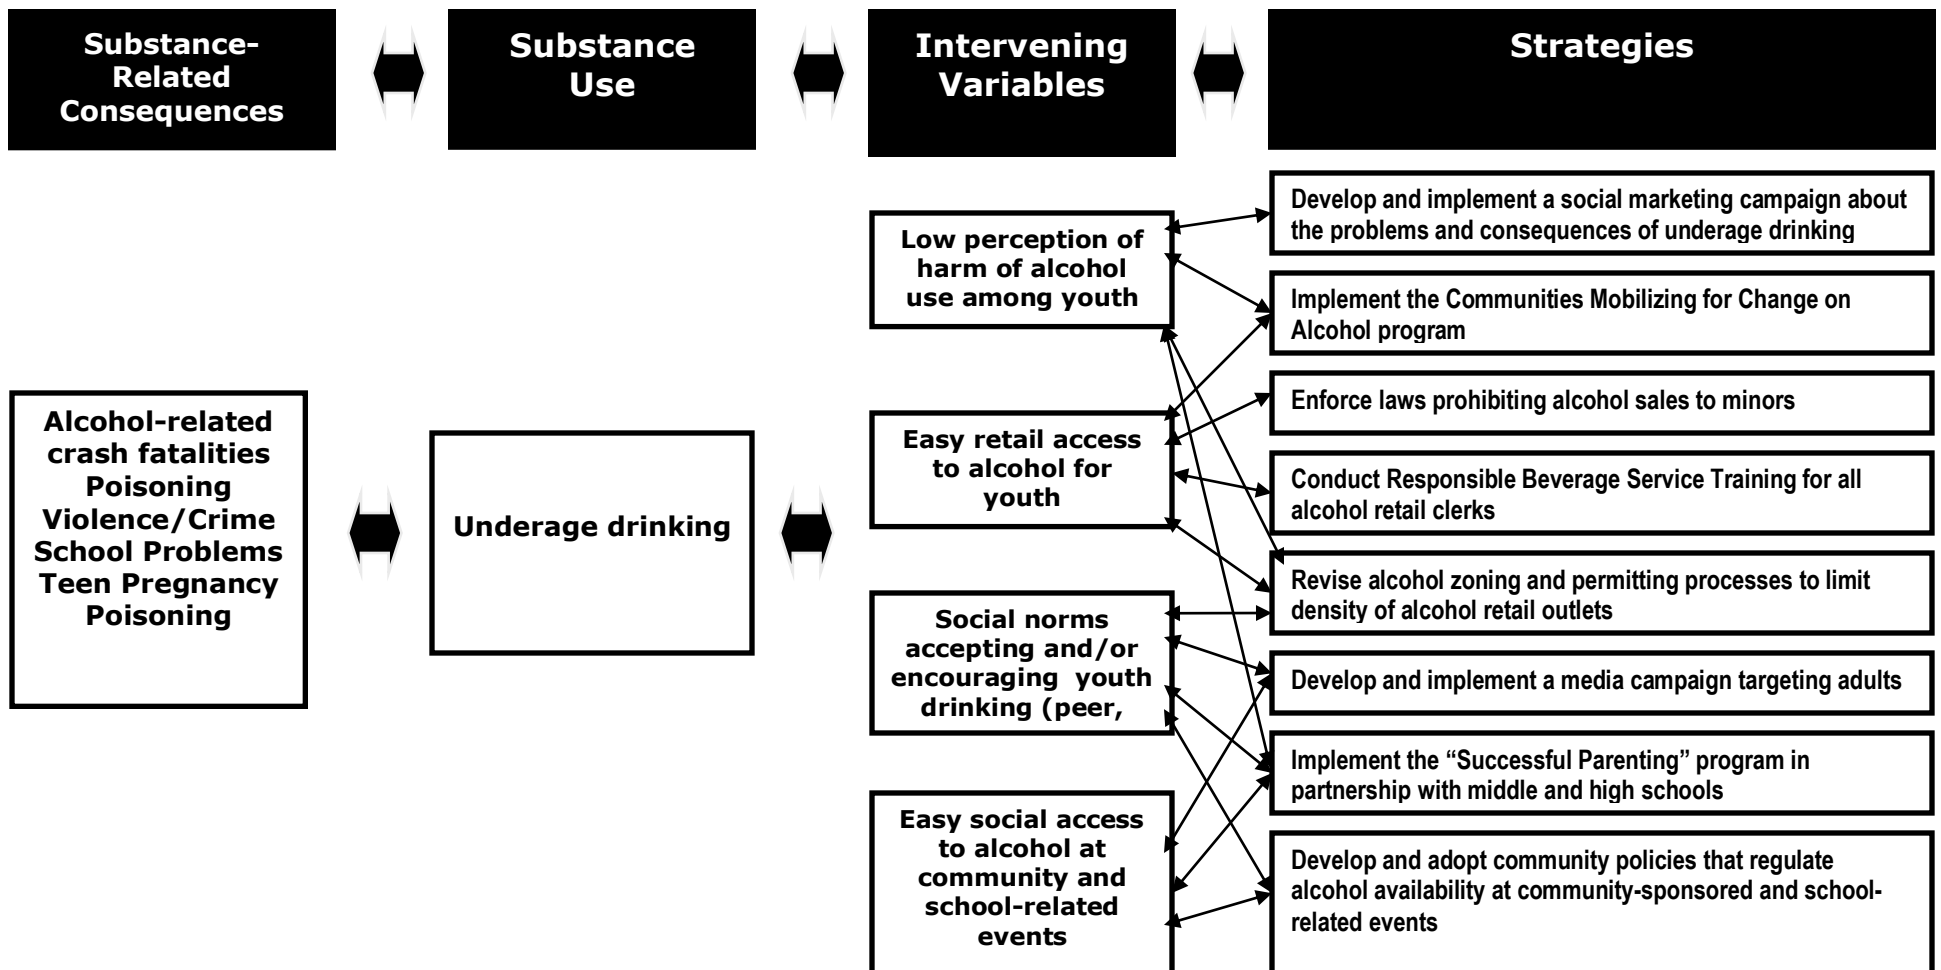 Substance-
Related
Consequences
Substance
Use
Intervening
Variables
Strategies
Alcohol-related
crash fatalities
Poisoning
Violence/Crime
School Problems
Teen Pregnancy
Poisoning
Underage drinking
Low perception of
harm of alcohol
use among youth
Easy retail access
to alcohol for
youth
Social norms
accepting and/or
encouraging youth
drinking (peer,
Easy social access
to alcohol at
community and
school-related
events
Develop and implement a social marketing campaign about
the problems and consequences of underage drinking
Implement the Communities Mobilizing for Change on
Alcohol program
Enforce laws prohibiting alcohol sales to minors
Conduct Responsible Beverage Service Training for all
alcohol retail clerks
Revise alcohol zoning and permitting processes to limit
density of alcohol retail outlets
Develop and implement a media campaign targeting adults
Implement the “Successful Parenting” program in
partnership with middle and high schools
Develop and adopt community policies that regulate
alcohol availability at community-sponsored and school-
related events